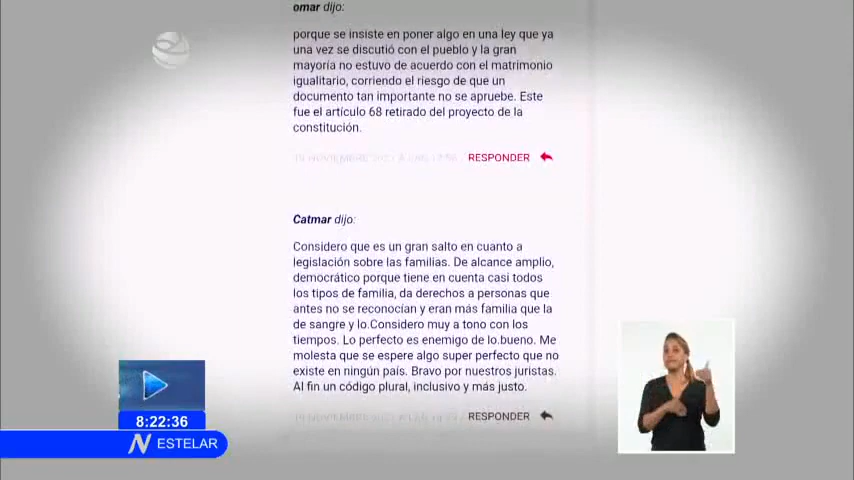 omar dijo:
porque se insiste en poner algo en una ley que ya
una vez se discutió con el pueblo y la gran
mayoría no estuvo de acuerdo con el matrimonio
igualitario, corriendo el riesgo de que un
documento tan importante no se apruebe. Este
fue el artículo 68 retirado del proyecto de la
constitución.
NOVIEMBRE
RESPONDER
Catmar dijo:
Considero que es un gran salto en cuanto a
legislación sobre las familias. De alcance amplio,
democrático porque tiene en cuenta casi todos
los tipos de familia, da derechos a personas que
antes no se reconocían y eran más familia que la
de sangre y lo.Considero muy a tono con los
tiempos. Lo perfecto es enemigo de lo.bueno. Me
molesta que se espere algo super perfecto que no
existe en ningún país. Bravo por nuestros juristas.
Al fin un código plural, inclusivo y más justo.
RESPONDER
8:22:36
N ESTELAR